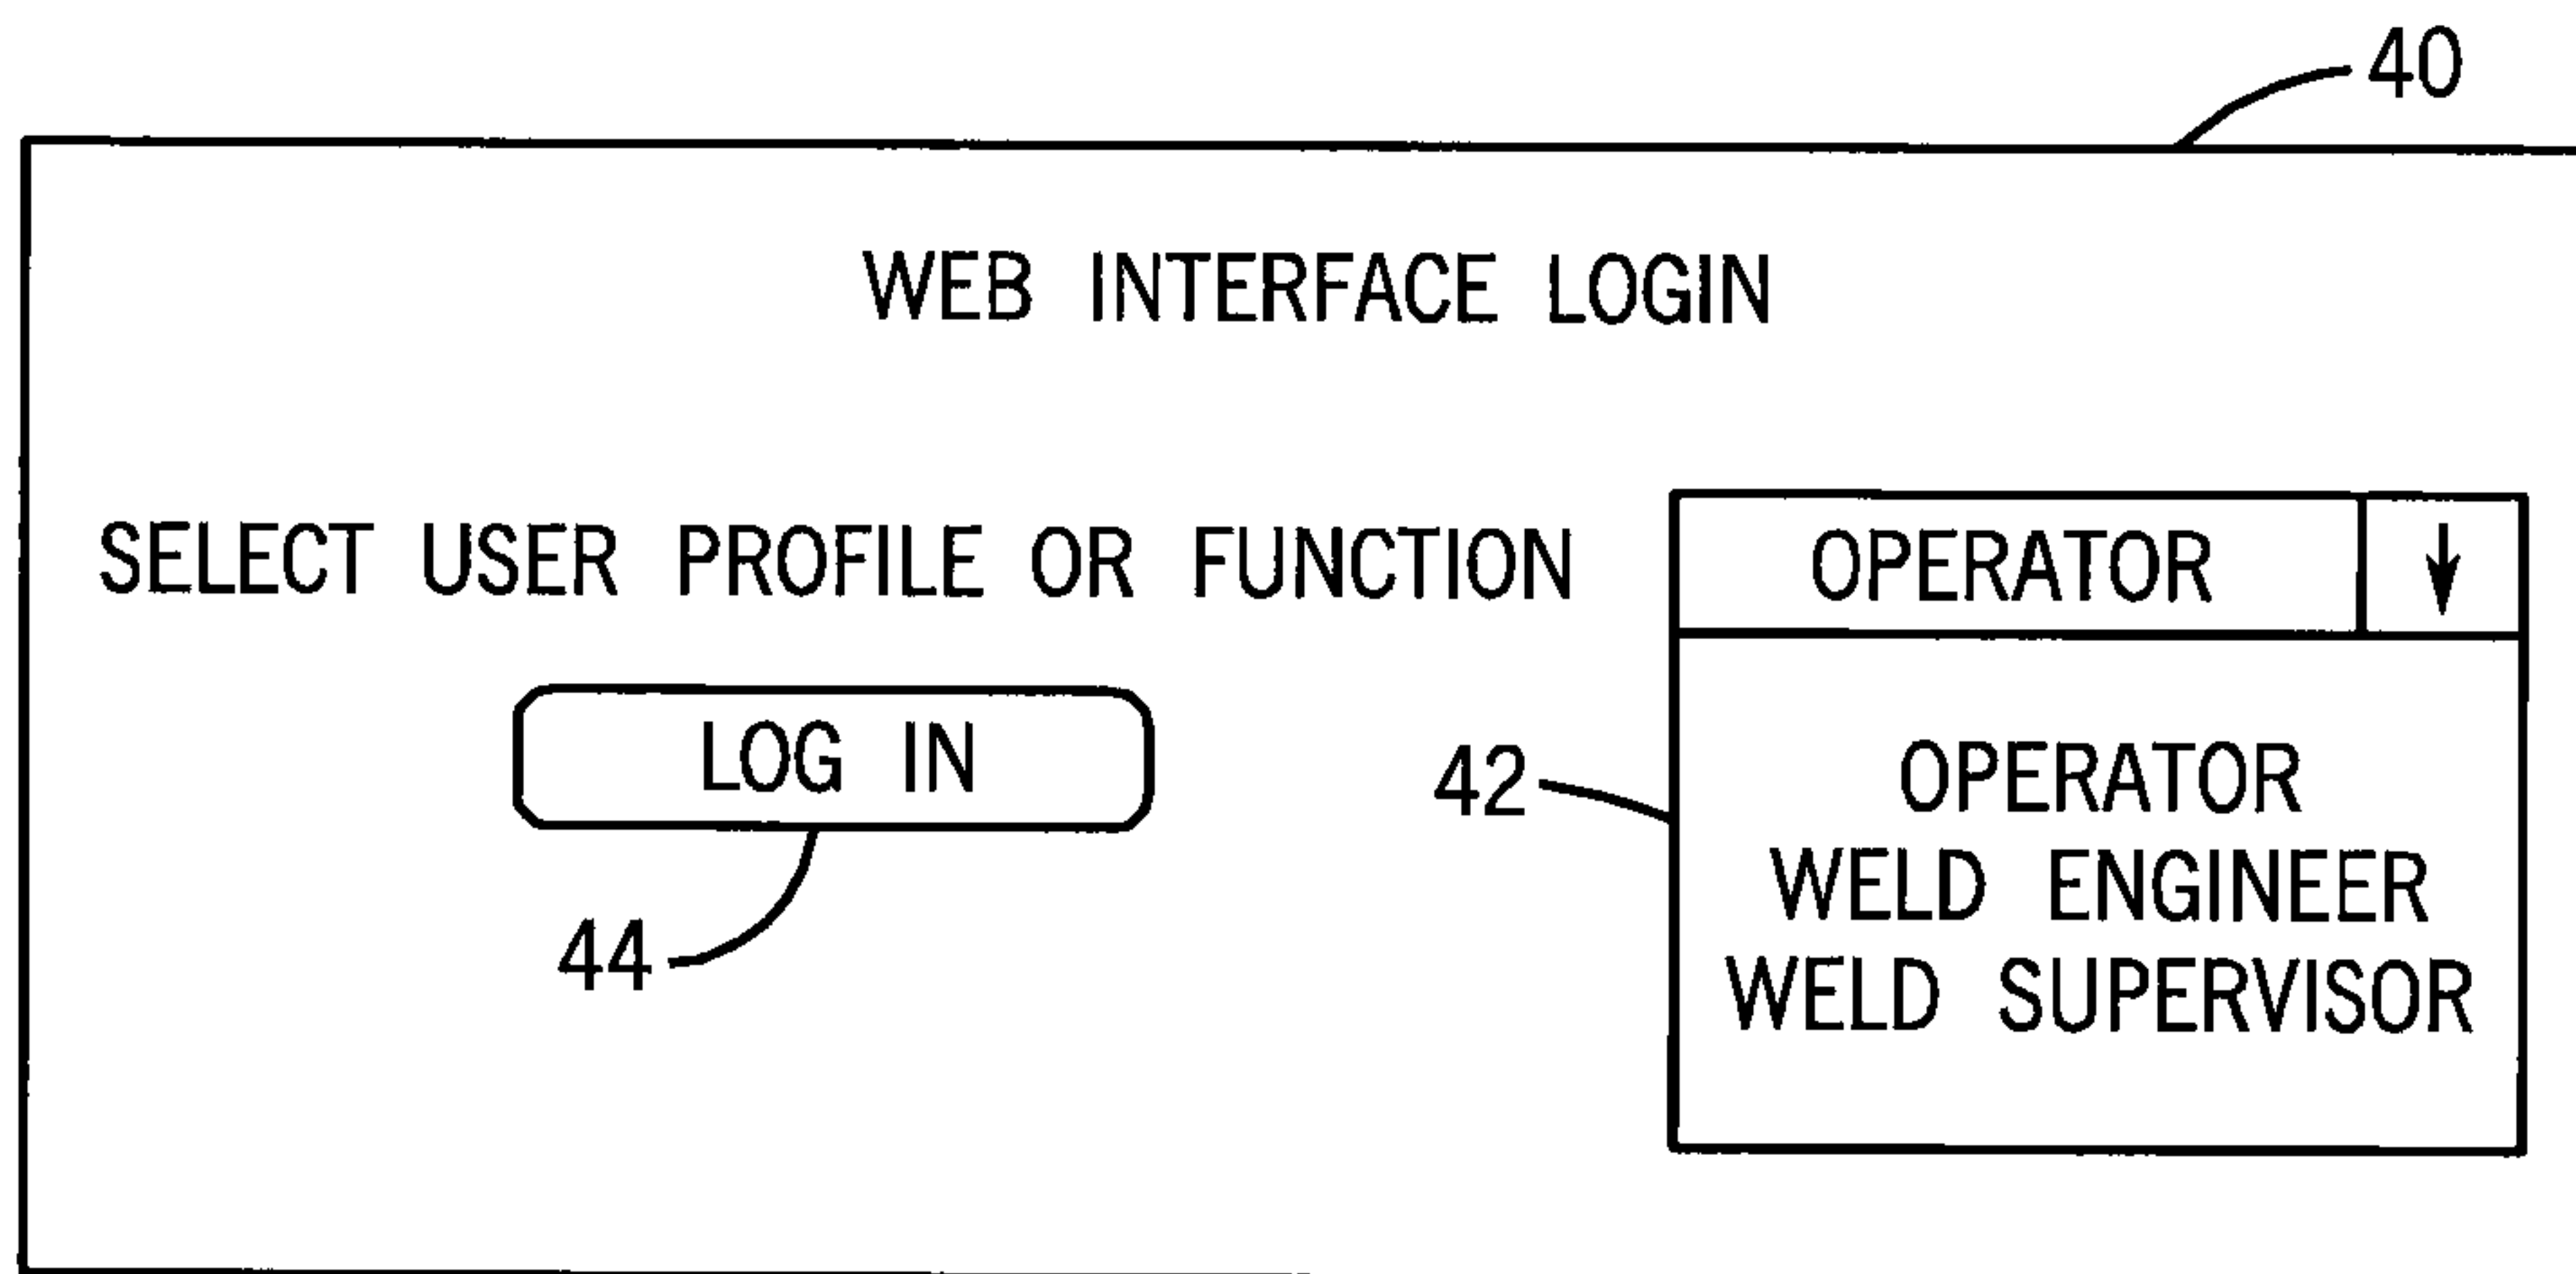 40
WEB INTERFACE LOGIN
SELECT USER PROFILE OR FUNCTION
OPERATOR
LOG IN
42
OPERATOR
WELD ENGINEER
WELD SUPERVISOR
44